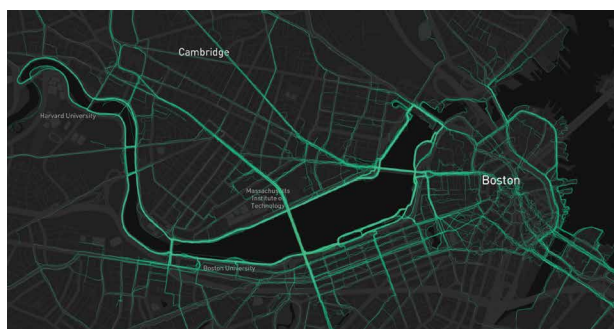 Cambridge
Harvard University
Massachusetts
Institute of
Technology
Boston
Boston University